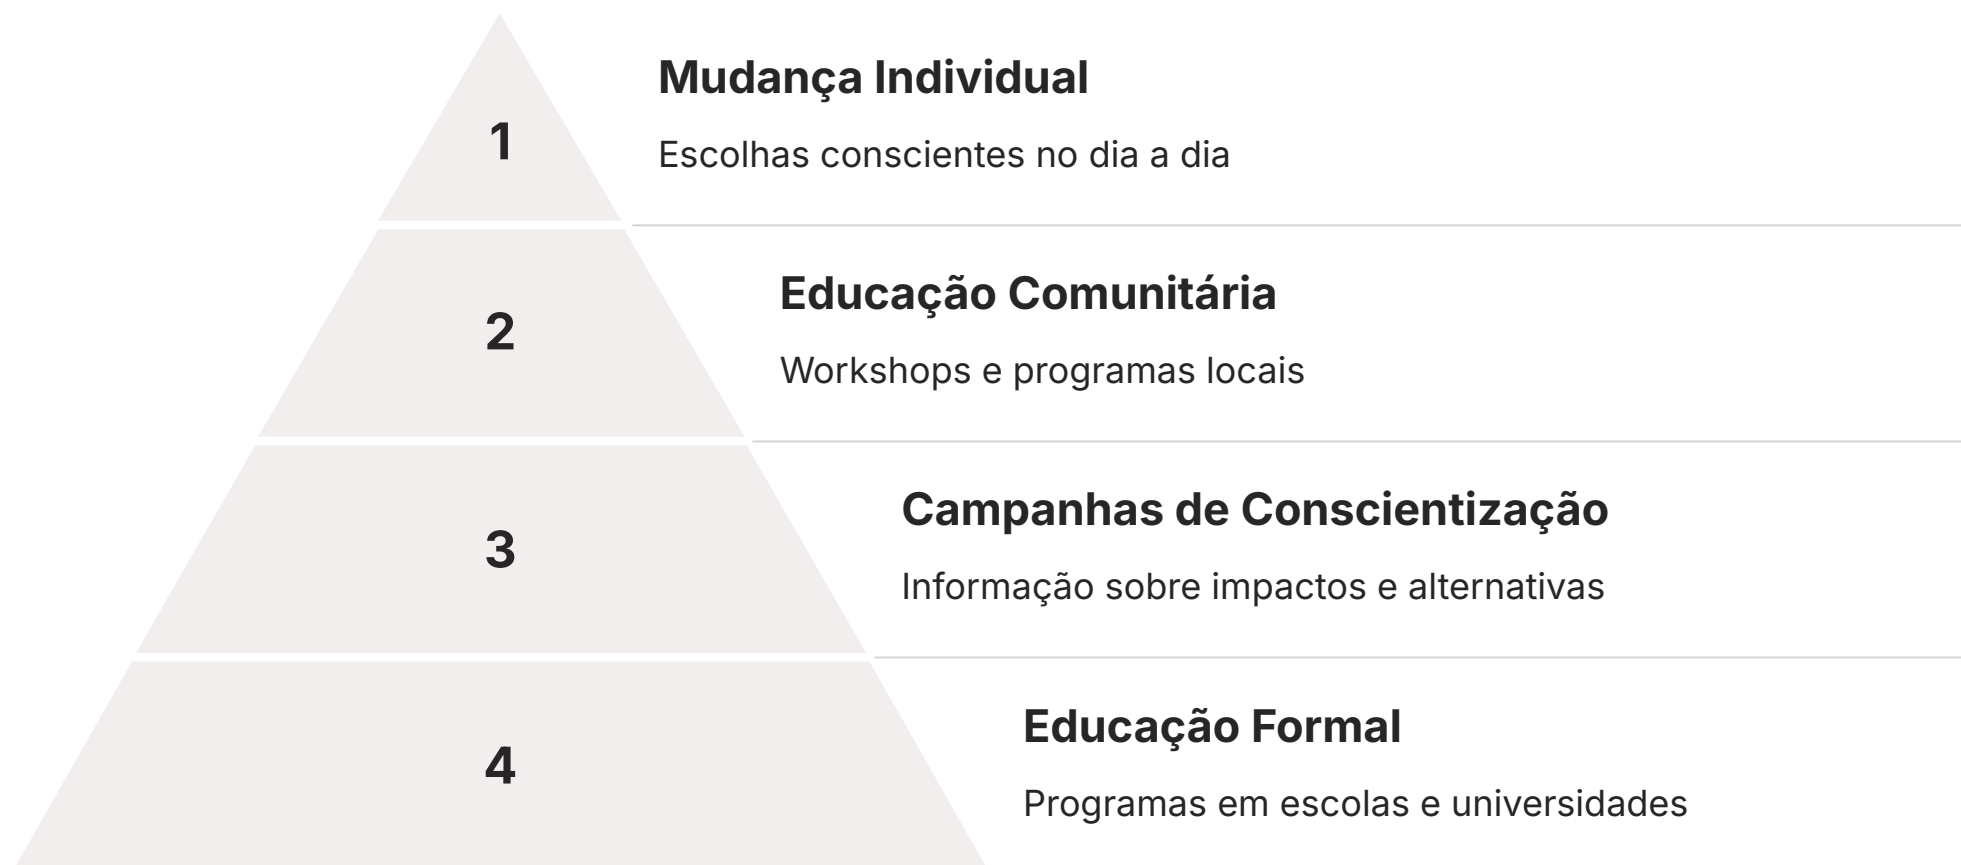 1
Mudança Individual
Escolhas conscientes no dia a dia
2
Educação Comunitária
Workshops e programas locais
3
Campanhas de Conscientização
Informação sobre impactos e alternativas
4
Educação Formal
Programas em escolas e universidades